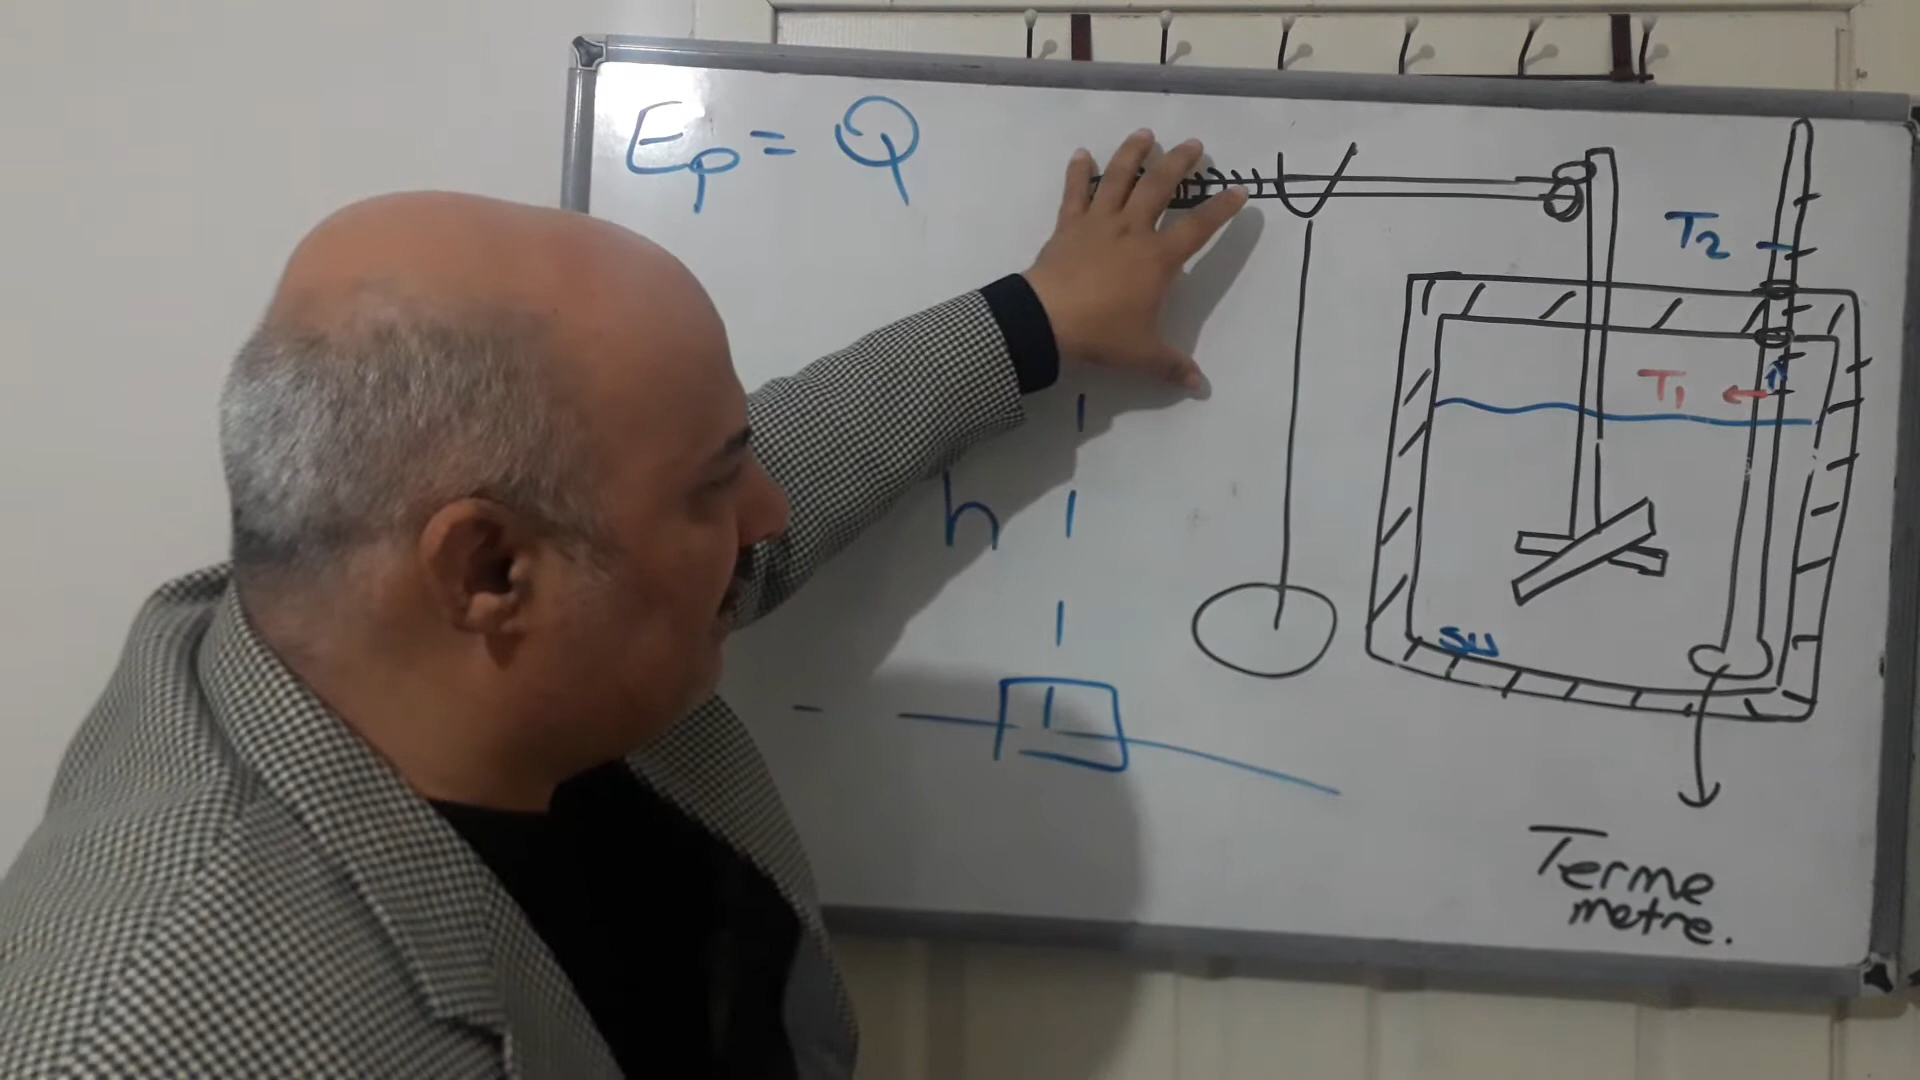 Ep = Q
T2
T1
h
su
Terme
metre.